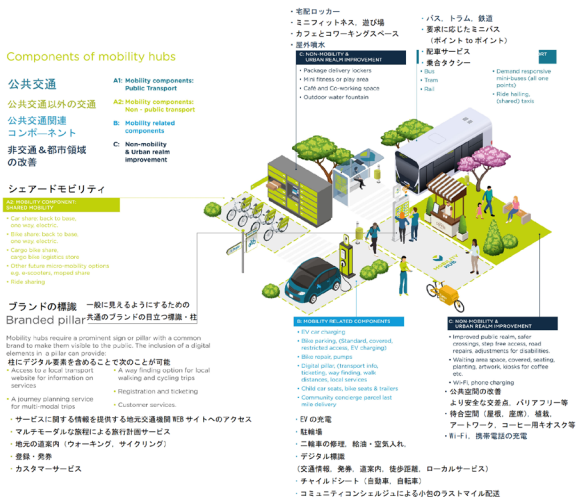 ・宅配ロッカー
・ミニフィットネス、遊び場
・カフェとコワーキングスペース
・屋外噴水
・バス、トラム、鉄道
・要求に応じたミニバス
（ポイント toポイント）
・配車サービス
・乗合タクシー
Components of mobility hubs
公共交通
公共交通以外の交通
公共交通関連
コンポーネント
非交通＆都市領域
の改善
A1: Mobility components:
Public Transport
A2: Mobility components:
Non - public transport
B: Mobility related
components
C: Non-mobility
& Urban realm
improvement
C: NON-MOBILITY &
URBAN REALM IMPROVEMENT
• Package delivery lockers
• Mini fitness or play area
• Café and Co-working space
• Outdoor water fountain
• Bus
• Tram
• Rail
• Demand responsive
mini-buses (all one
points)
• Ride hailing,
(shared) taxis
シェアードモビリティ
A2: MOBILITY COMPONENT:
SHARED MOBILITY
• Car share: back to base,
one way, electric.
• Bike share: back to base,
one way, electric.
• Cargo bike share,
cargo bike logistics share
• Other future micro-mobility options
e.g. e-scooters, moped share
• Ride sharing
ブランドの標識
一般に見えるようにするための
共通のブランドの目立つ標識・柱
Branded pillar
Mobility hubs require a prominent sign or pillar with a common
brand to make them visible to the public. The inclusion of a digital
elements in a pillar can provide:
柱にデジタル要素を含めることで次のことが可能
• Access to a local transport
website for information on
services
• A journey planning service
for multi-modal trips
• A way finding option for local
walking and cycling trips
• Registration and ticketing
• Customer services.
・サービスに関する情報を提供する地元交通機関 WEB サイトへのアクセス
・マルチモーダルな旅程による旅行計画サービス
・地元の道案内（ウォーキング、サイクリング）
・登録・発券
・カスタマーサービス
B: MOBILITY RELATED COMPONENTS
• EV car charging
• Bike parking, (Standard, covered,
restricted access, EV charging)
• Bike repair, pumps
• Digital pillar, (transport info,
ticketing, way finding, walk
distances, local services)
• Child car seats, bike seats & trailers
• Community concierge parcel last
mile delivery
・EV の充電
・駐輪場
・二輪車の修理、給油・空気入れ、
・デジタル標識
（交通情報、発券、道案内、徒歩距離、ローカルサービス）
・チャイルドシート（自動車、自転車）
・コミュニティコンシェルジュによる小包のラストマイル配送
C: NON MOBILITY &
URBAN REALM IMPROVEMENT
• Improved public realm, safer
crossings, step free access, road
repairs, adjustments for disabilities.
• Waiting area space, covered, seating,
planting, artwork, kiosks for coffee
etc.
• Wi-Fi, phone charging
・公共空間の改善
より安全な交差点、バリアフリー等
・待合空間（屋根、座席）、植栽、
アートワーク、コーヒー用キオスク等
・Wi-Fi、携帯電話の充電